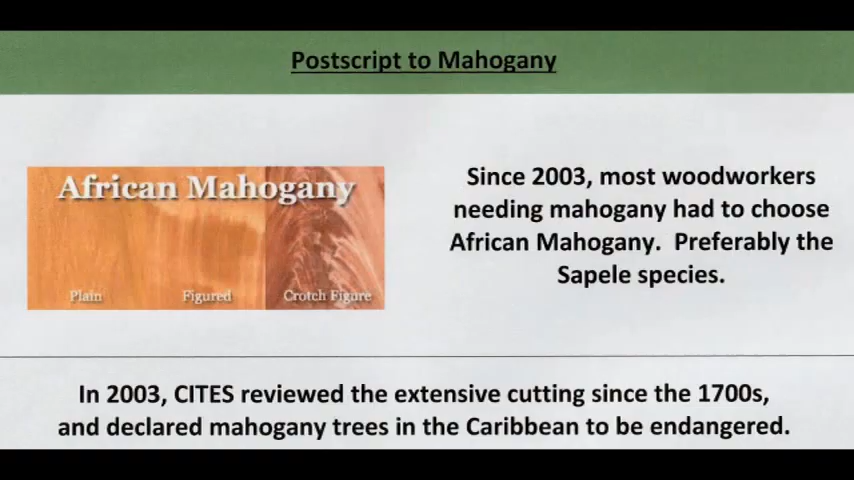 Postscript to Mahogany
African Mahogany
Plain Figured Crotch Figure
Since 2003, most woodworkers
needing mahogany had to choose
African Mahogany. Preferably the
Sapele species.
In 2003, CITES reviewed the extensive cutting since the 1700s,
and declared mahogany trees in the Caribbean to be endangered.